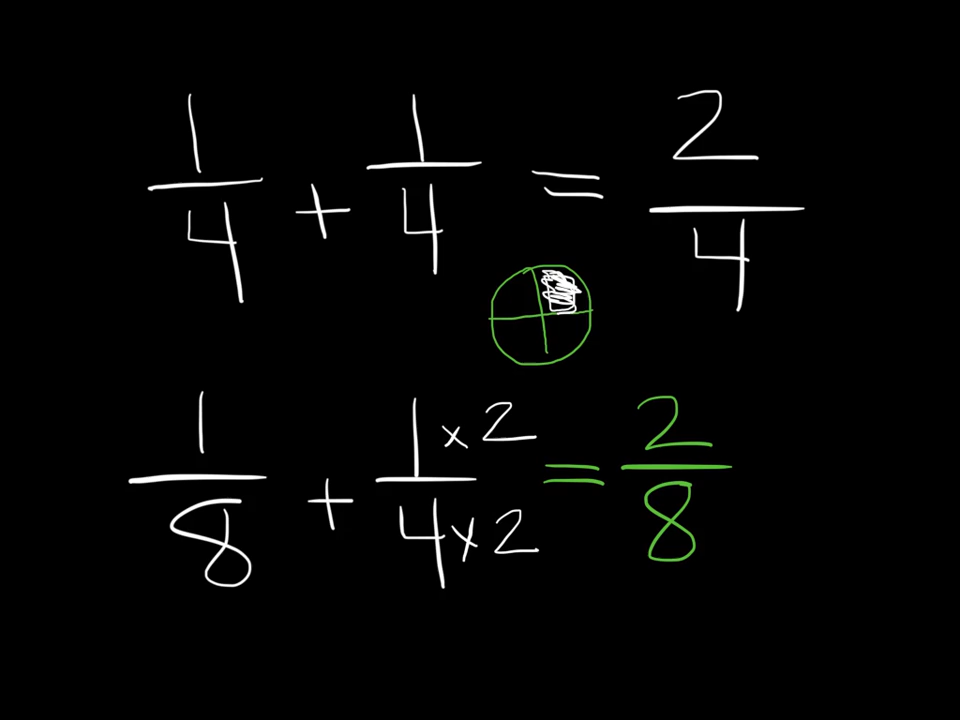 1/4 + 1/4 = 2/4
1/8 + 1×2/4×2 = 2/8